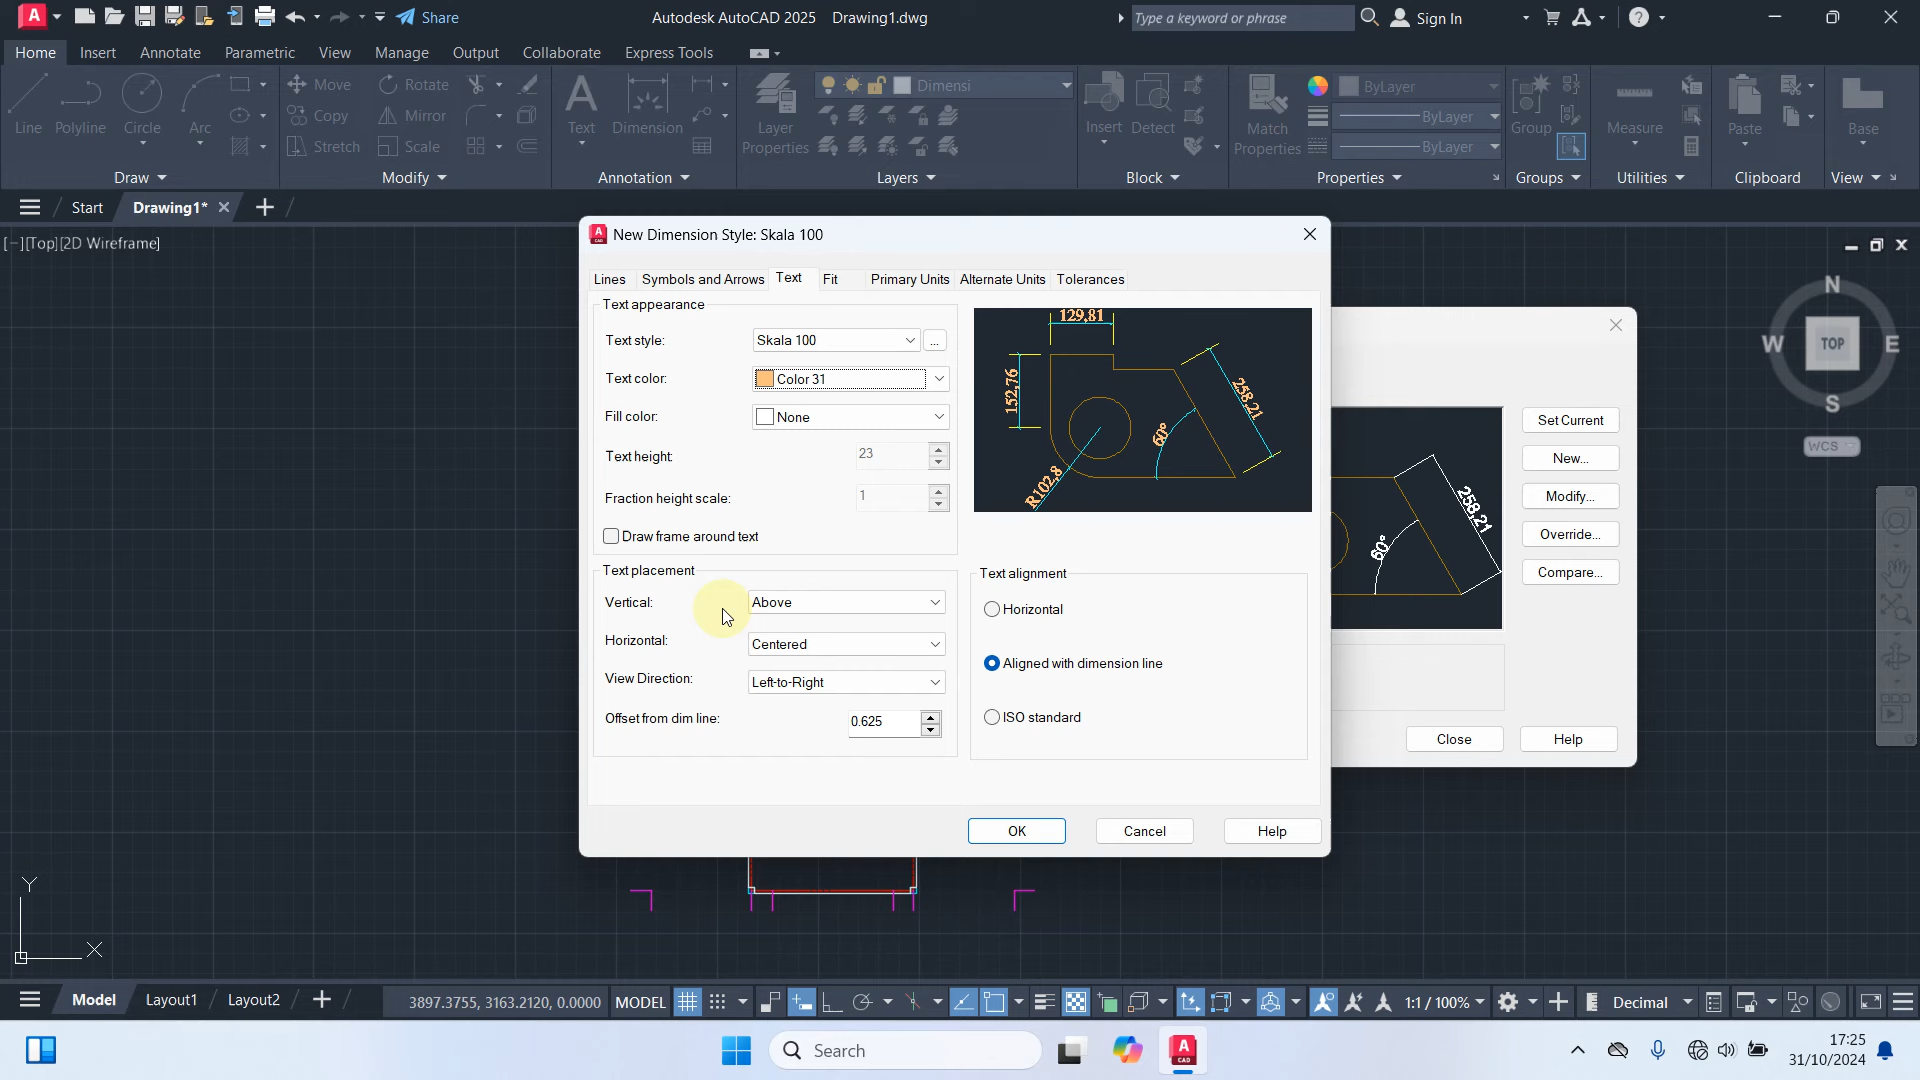 Share
Autodesk AutoCAD 2025 Drawing1.dwg
Type a keyword or phrase
Sign In
Home Insert Annotate Parametric View Manage Output Collaborate Express Tools
Line Polyline Circle Arc
Move Rotate
Copy Mirror
Stretch Scale
Text Dimension
Layer Properties
Dimensi
Insert Detect
Match Properties
ByLayer
ByLayer
ByLayer
Group Measure Paste Base
Draw Modify Annotation Layers Block Properties Groups Utilities Clipboard View
Start Drawing1*
[−][Top][2D Wireframe]
New Dimension Style: Skala 100
Lines Symbols and Arrows Text Fit Primary Units Alternate Units Tolerances
Text appearance
Text style: Skala 100 ...
Text color: Color 31
Fill color: None
Text height: 23
Fraction height scale: 1
Draw frame around text
129,81
152,76
258,21
60°
R102,8
Text placement
Vertical: Above
Horizontal: Centered
View Direction: Left-to-Right
Offset from dim line: 0.625
Text alignment
Horizontal
Aligned with dimension line
ISO standard
OK Cancel Help
258,21
60°
Set Current
New...
Modify...
Override...
Compare...
Close Help
N
W TOP E
S
WCS
Y
X
Model Layout1 Layout2
3897.3755, 3163.2120, 0.0000 MODEL
1:1 / 100%
Decimal
Search
A CAD
17:25
31/10/2024